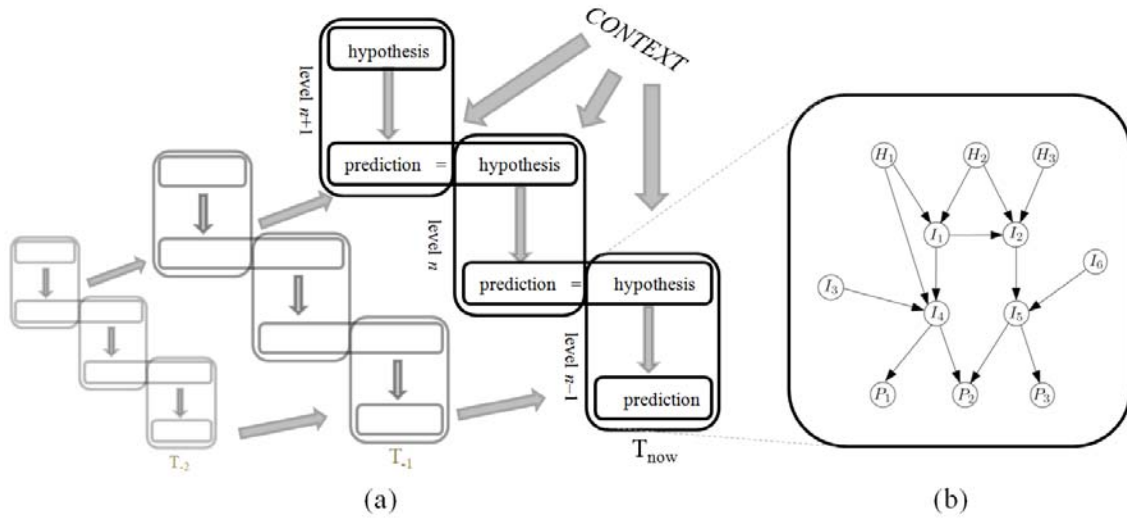 hypothesis
level n+1
CONTEXT
prediction = hypothesis
level n
prediction = hypothesis
level n–1
prediction
T-2
T-1
Tnow
(a)
H1 H2 H3
I1 I2
I3 I6
I4 I5
P1 P2 P3
(b)